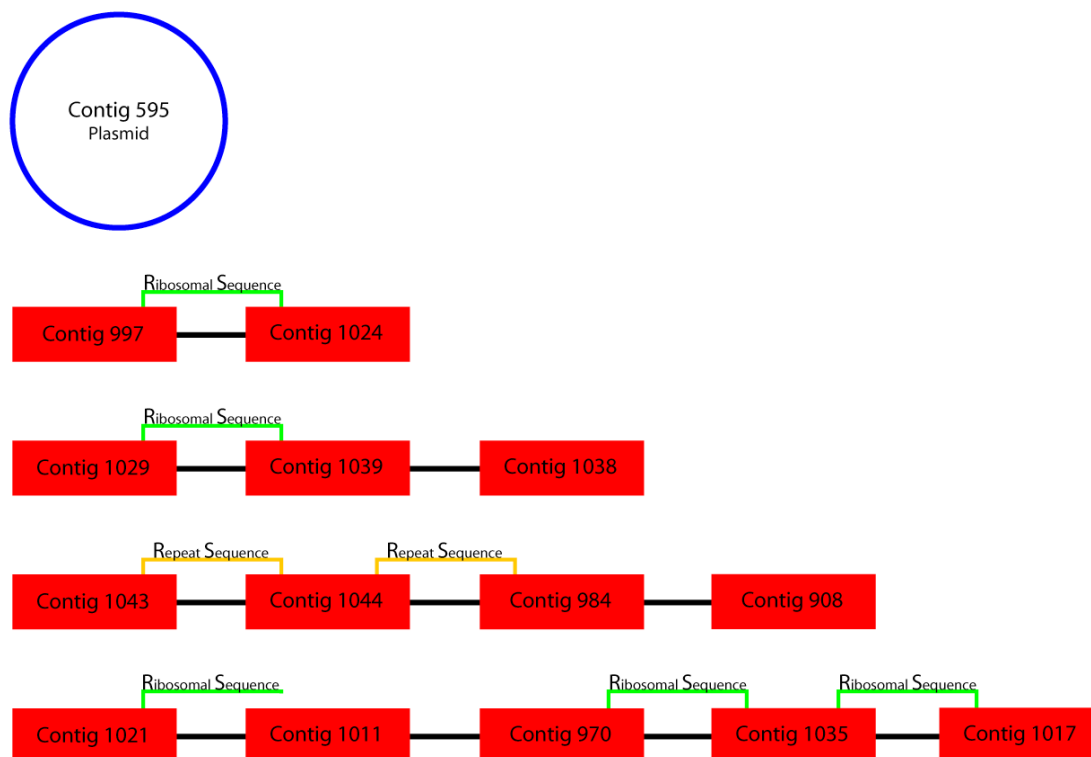 Contig 595
Plasmid
Ribosomal Sequence
Contig 997 Contig 1024
Ribosomal Sequence
Contig 1029 Contig 1039 Contig 1038
Repeat Sequence Repeat Sequence
Contig 1043 Contig 1044 Contig 984 Contig 908
Ribosomal Sequence Ribosomal Sequence Ribosomal Sequence
Contig 1021 Contig 1011 Contig 970 Contig 1035 Contig 1017